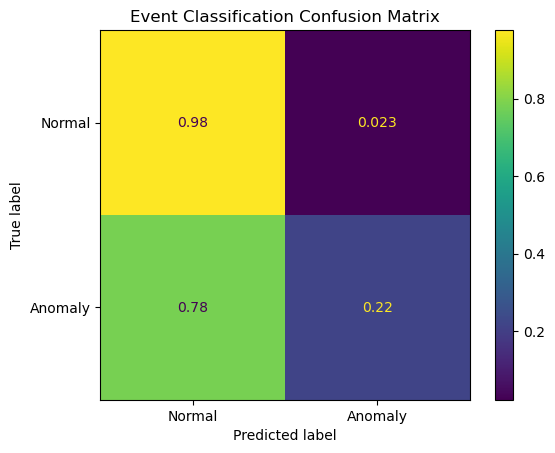 Event Classification Confusion Matrix
True label
Normal
0.98
0.023
Anomaly
0.78
0.22
Normal
Anomaly
Predicted label
0.8
0.6
0.4
0.2